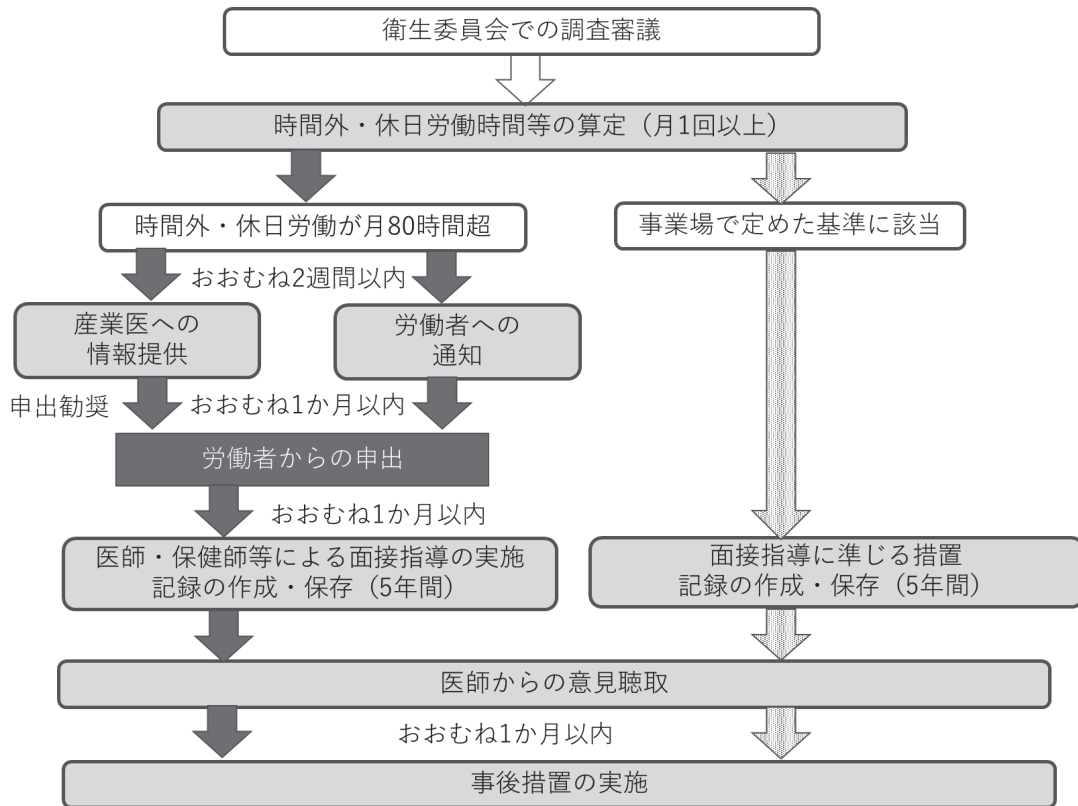 衛生委員会での調査審議
時間外・休日労働時間等の算定（月1回以上）
時間外・休日労働が月80時間超
事業場で定めた基準に該当
おおむね2週間以内
産業医への
情報提供
労働者への
通知
申出勧奨
おおむね1か月以内
労働者からの申出
おおむね1か月以内
医師・保健師等による面接指導の実施
記録の作成・保存（5年間）
面接指導に準じる措置
記録の作成・保存（5年間）
医師からの意見聴取
おおむね1か月以内
事後措置の実施